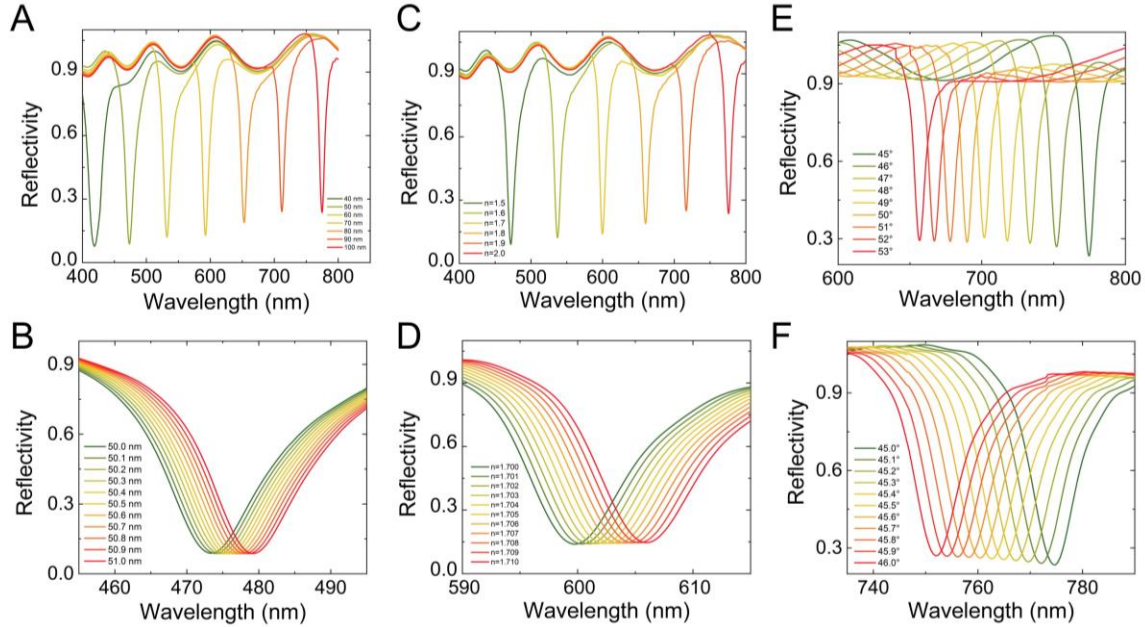 A
Reflectivity
0.9
0.6
0.3
0.0
40 nm
50 nm
60 nm
70 nm
80 nm
90 nm
100 nm
400 500 600 700 800
Wavelength (nm)
C
Reflectivity
0.9
0.6
0.3
0.0
n=1.5
n=1.6
n=1.7
n=1.8
n=1.9
n=2.0
400 500 600 700 800
Wavelength (nm)
E
Reflectivity
0.9
0.6
0.3
45°
46°
47°
48°
49°
50°
51°
52°
53°
600 700 800
Wavelength (nm)
B
Reflectivity
0.9
0.6
0.3
0.0
50.0 nm
50.1 nm
50.2 nm
50.3 nm
50.4 nm
50.5 nm
50.6 nm
50.7 nm
50.8 nm
50.9 nm
51.0 nm
460 470 480 490
Wavelength (nm)
D
Reflectivity
0.9
0.6
0.3
0.0
n=1.700
n=1.701
n=1.702
n=1.703
n=1.704
n=1.705
n=1.706
n=1.707
n=1.708
n=1.709
n=1.710
590 600 610
Wavelength (nm)
F
Reflectivity
0.9
0.6
0.3
45.0°
45.1°
45.2°
45.3°
45.4°
45.5°
45.6°
45.7°
45.8°
45.9°
46.0°
740 760 780
Wavelength (nm)